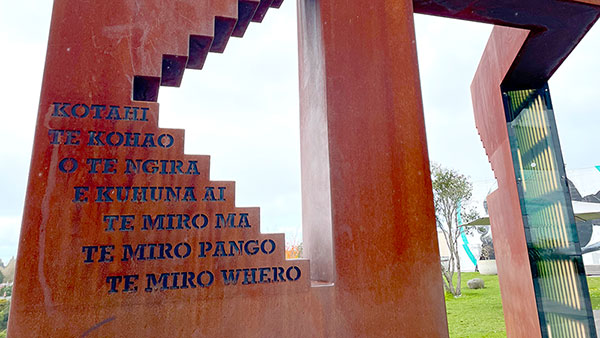 KOTAHI
TE KOHAO
O TE NGIRA
E KUHUNA AI
TE MIRO MA
TE MIRO PANGO
TE MIRO WHERO